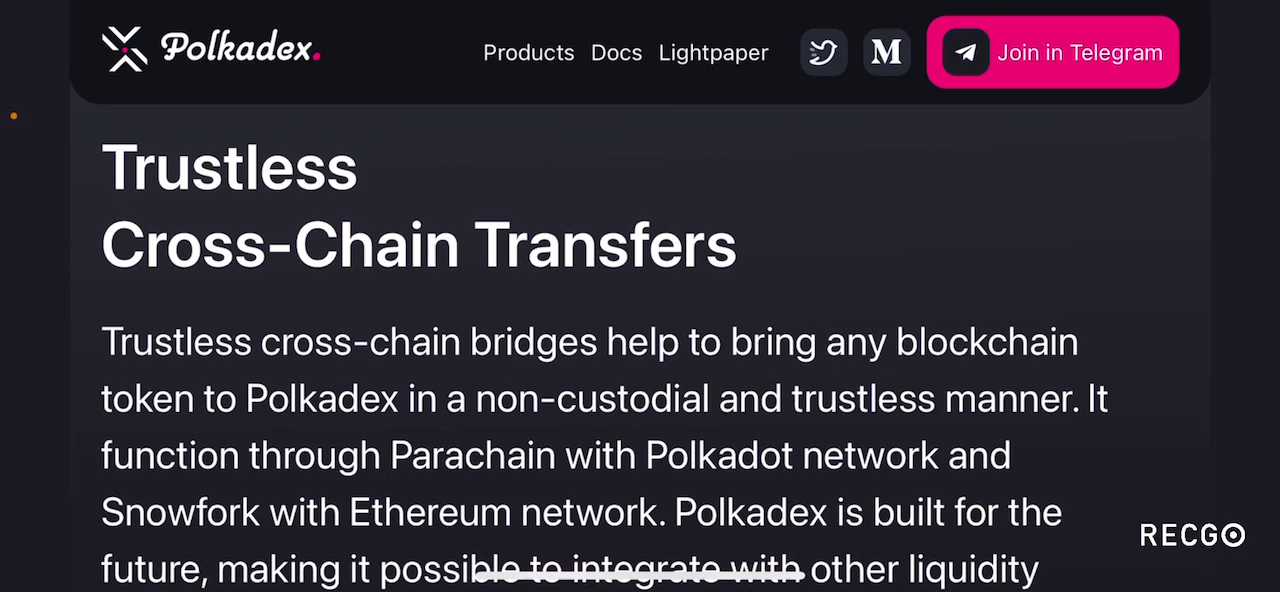 Polkadex.
Products Docs Lightpaper M Join in Telegram
Trustless
Cross-Chain Transfers
Trustless cross-chain bridges help to bring any blockchain
token to Polkadex in a non-custodial and trustless manner. It
function through Parachain with Polkadot network and
Snowfork with Ethereum network. Polkadex is built for the
future, making it possible to integrate with other liquidity
RECGO